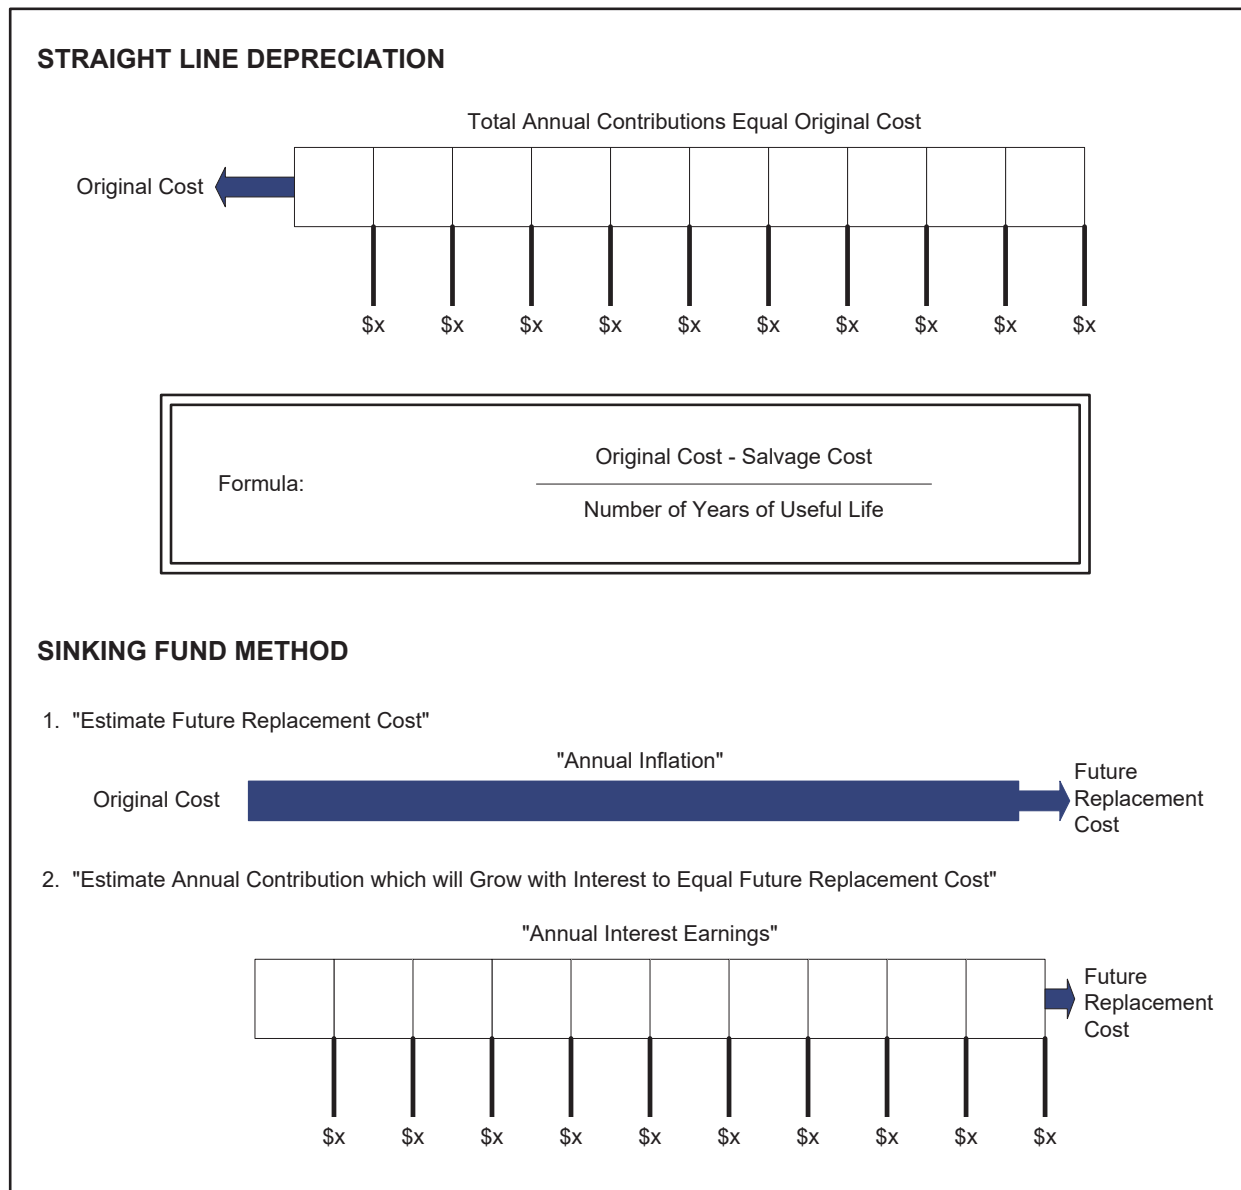 STRAIGHT LINE DEPRECIATION
Total Annual Contributions Equal Original Cost
Original Cost
$x $x $x $x $x $x $x $x $x $x
Original Cost - Salvage Cost
Formula:
Number of Years of Useful Life
SINKING FUND METHOD
1. "Estimate Future Replacement Cost"
"Annual Inflation"
Original Cost
Future
Replacement
Cost
2. "Estimate Annual Contribution which will Grow with Interest to Equal Future Replacement Cost"
"Annual Interest Earnings"
Future
Replacement
Cost
$x $x $x $x $x $x $x $x $x $x